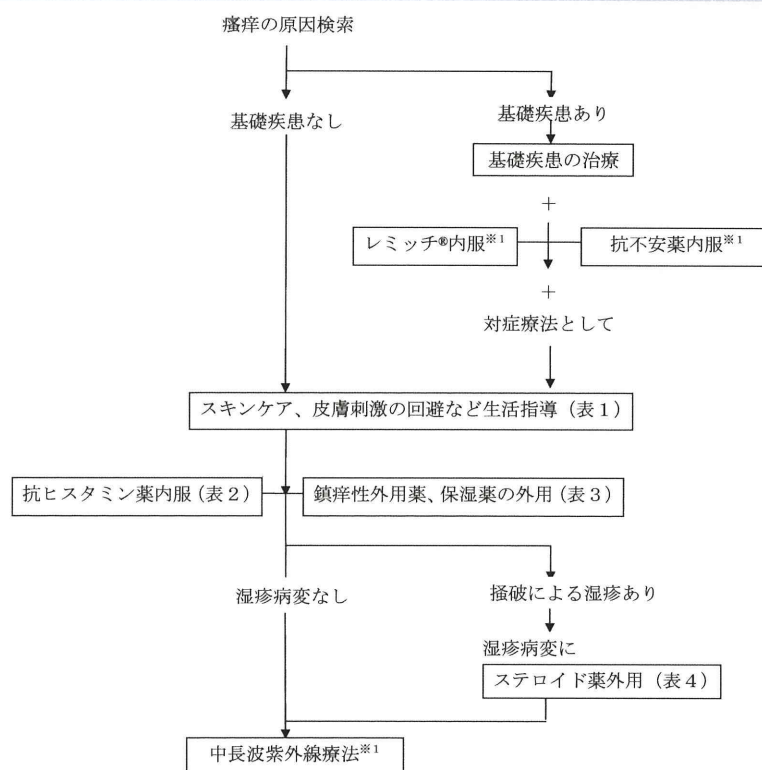 瘙痒の原因検索
基礎疾患なし
基礎疾患あり
基礎疾患の治療
+
レミッチ®内服※1
抗不安薬内服※1
+
対症療法として
スキンケア、皮膚刺激の回避など生活指導（表１）
抗ヒスタミン薬内服（表２）
鎮痒性外用薬、保湿薬の外用（表３）
湿疹病変なし
掻破による湿疹あり
湿疹病変に
ステロイド薬外用（表４）
中長波紫外線療法※1